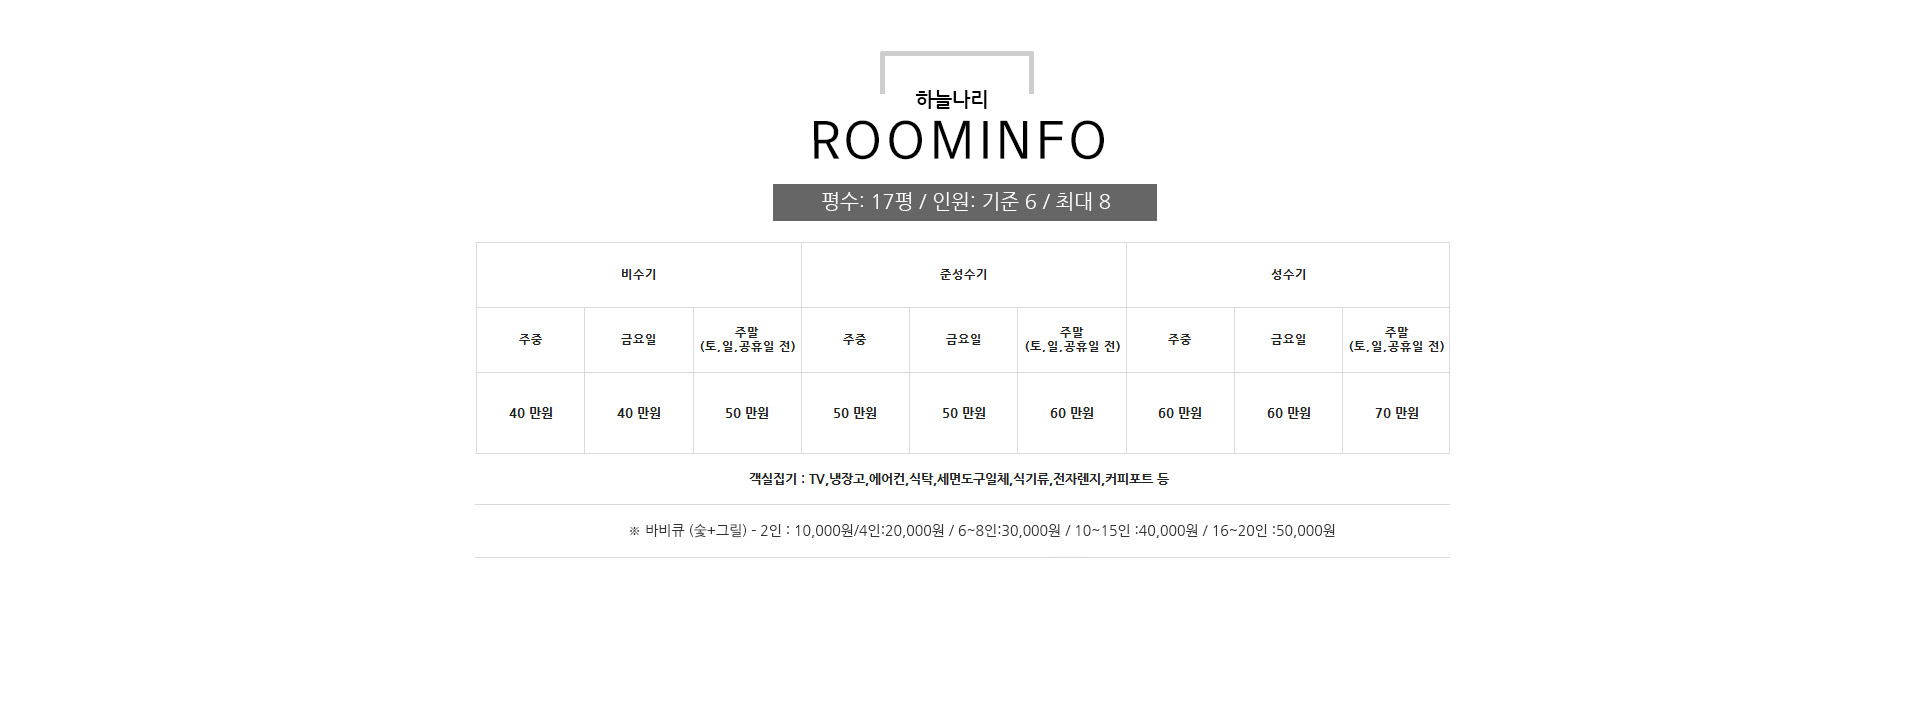 하늘나리
ROOMINFO
평수: 17평 / 인원: 기준 6 / 최대 8
비수기 준성수기 성수기
주중 금요일 주말 (토,일,공휴일 전) 주중 금요일 주말 (토,일,공휴일 전) 주중 금요일 주말 (토,일,공휴일 전)
40 만원 40 만원 50 만원 50 만원 50 만원 60 만원 60 만원 60 만원 70 만원
객실집기 : TV,냉장고,에어컨,식탁,세면도구일체,식기류,전자렌지,커피포트 등
※ 바비큐 (숯+그릴) - 2인 : 10,000원/4인:20,000원 / 6~8인:30,000원 / 10~15인 :40,000원 / 16~20인 :50,000원